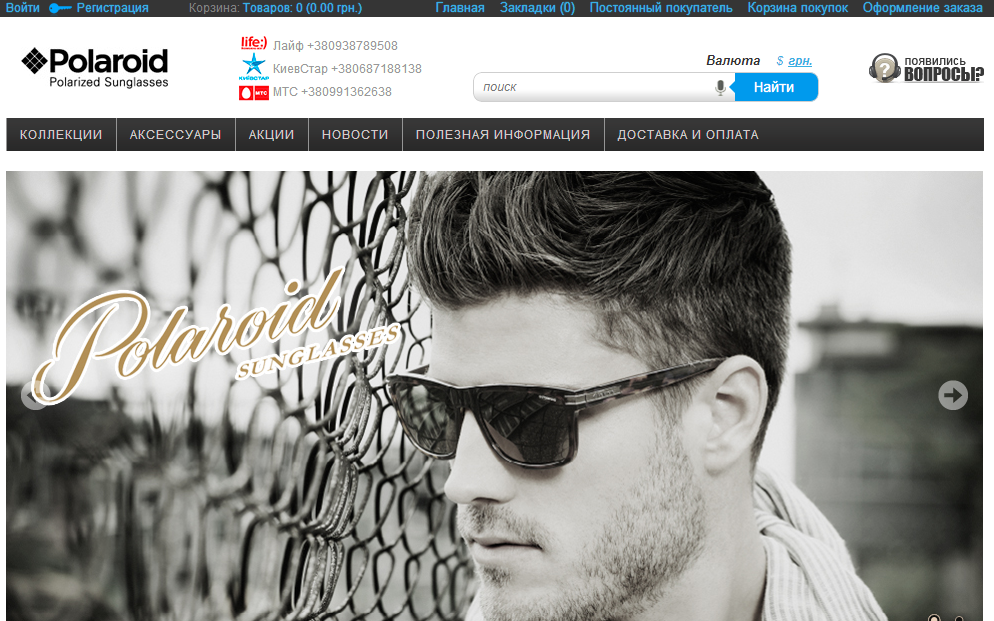 Войти Регистрация Корзина: Товаров: 0 (0.00 грн.) Главная Закладки (0) Постоянный покупатель Корзина покупок Оформление заказа
Polaroid
Polarized Sunglasses
life:) Лайф +380938789508
КИЕВСТАР КиевСтар +380687188138
МТС МТС +380991362638
Валюта $ грн.
поиск Найти
ПОЯВИЛИСЬ
ВОПРОСЫ?
КОЛЛЕКЦИИ АКСЕССУАРЫ АКЦИИ НОВОСТИ ПОЛЕЗНАЯ ИНФОРМАЦИЯ ДОСТАВКА И ОПЛАТА
Polaroid
SUNGLASSES